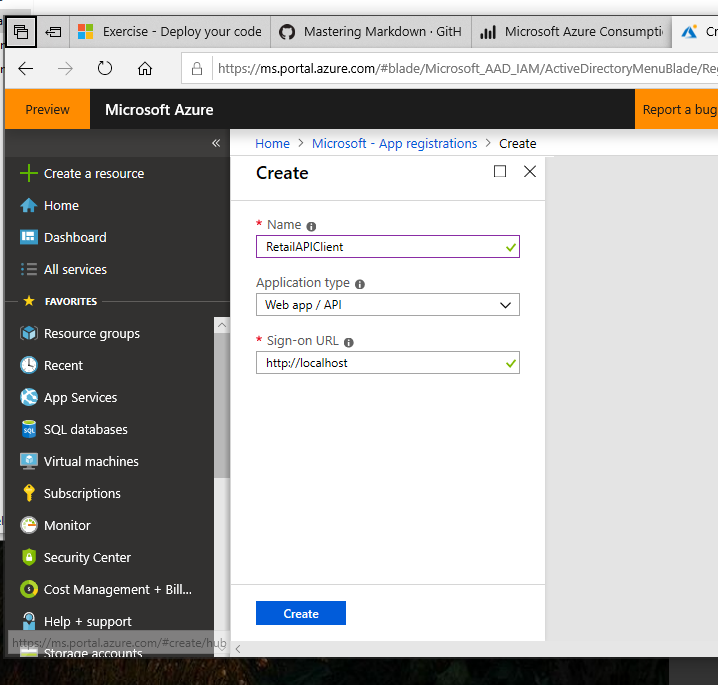 Exercise - Deploy your code
Mastering Markdown · GitH
Microsoft Azure Consumpti
https://ms.portal.azure.com/#blade/Microsoft_AAD_IAM/ActiveDirectoryMenuBlade/Re
Preview
Microsoft Azure
Report a bug
«
Home > Microsoft - App registrations > Create
Create
* Name
RetailAPIClient
Application type
Web app / API
* Sign-on URL
http://localhost
Create
Create a resource
Home
Dashboard
All services
FAVORITES
Resource groups
Recent
App Services
SQL databases
Virtual machines
Subscriptions
Monitor
Security Center
Cost Management + Bill...
Help + support
https://ms.portal.azure.com/#create/hub
Storage accounts